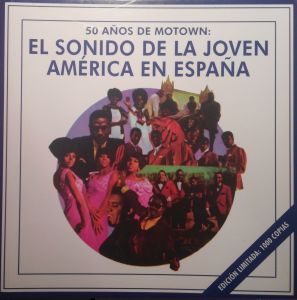 50 AÑOS DE MOTOWN:
EL SONIDO DE LA JOVEN
AMÉRICA EN ESPAÑA
EDICIÓN LIMITADA: 1000 COPIAS